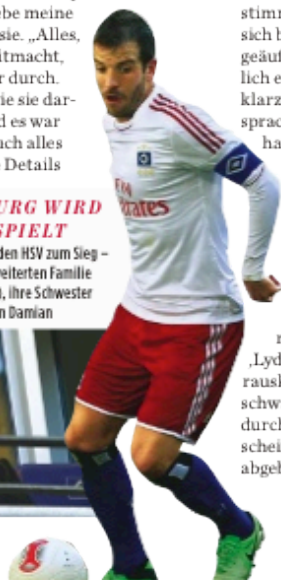 ebe meine
sie. „Alles,
itmacht,
r durch.
ie sie dar-
d es war
uch alles
Details
URG WIRD
SPIELT
den HSV zum Sieg –
weiterten Familie
), ihre Schwester
n Damian
stimm
sich b
geäuf
lich e
klarz
sprac
ha
Fly
Emirates
‚Lyd
rausl
schw
durch
schei
abgeb